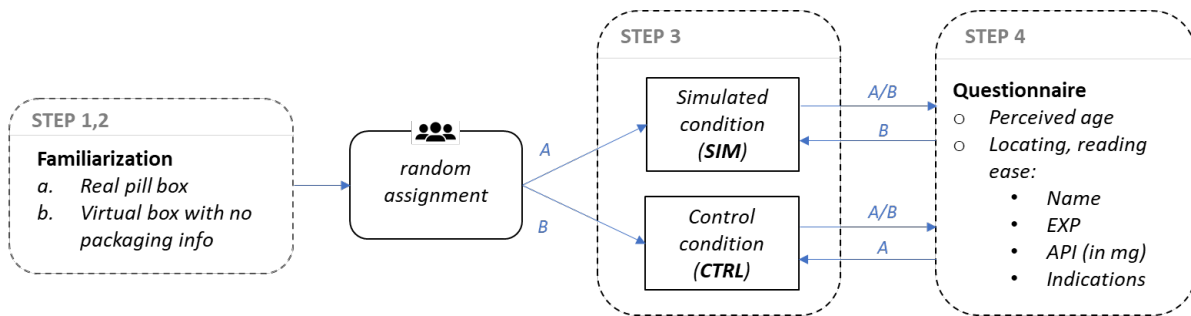 STEP 1,2
Familiarization
a. Real pill box
b. Virtual box with no
packaging info
random
assignment
A
B
STEP 3
Simulated
condition
(SIM)
Control
condition
(CTRL)
A/B
B
A/B
A
STEP 4
Questionnaire
o Perceived age
o Locating, reading
ease:
• Name
• EXP
• API (in mg)
• Indications